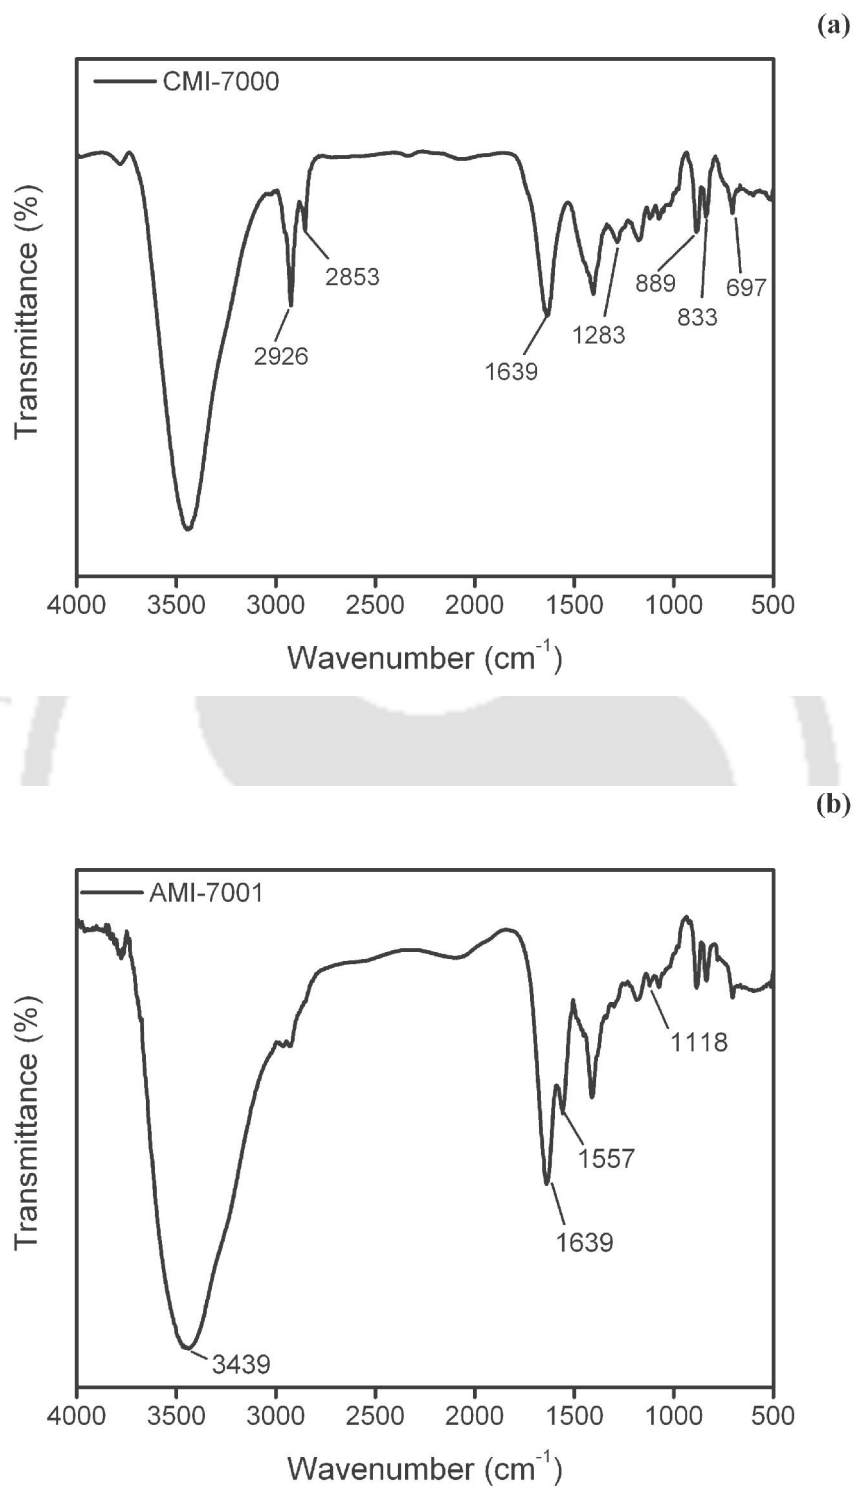 (a)
CMI-7000
Transmittance (%)
2853
2926
1639
1283
889
833
697
4000 3500 3000 2500 2000 1500 1000 500
Wavenumber (cm⁻¹)
(b)
AMI-7001
Transmittance (%)
1118
1557
1639
3439
4000 3500 3000 2500 2000 1500 1000 500
Wavenumber (cm⁻¹)